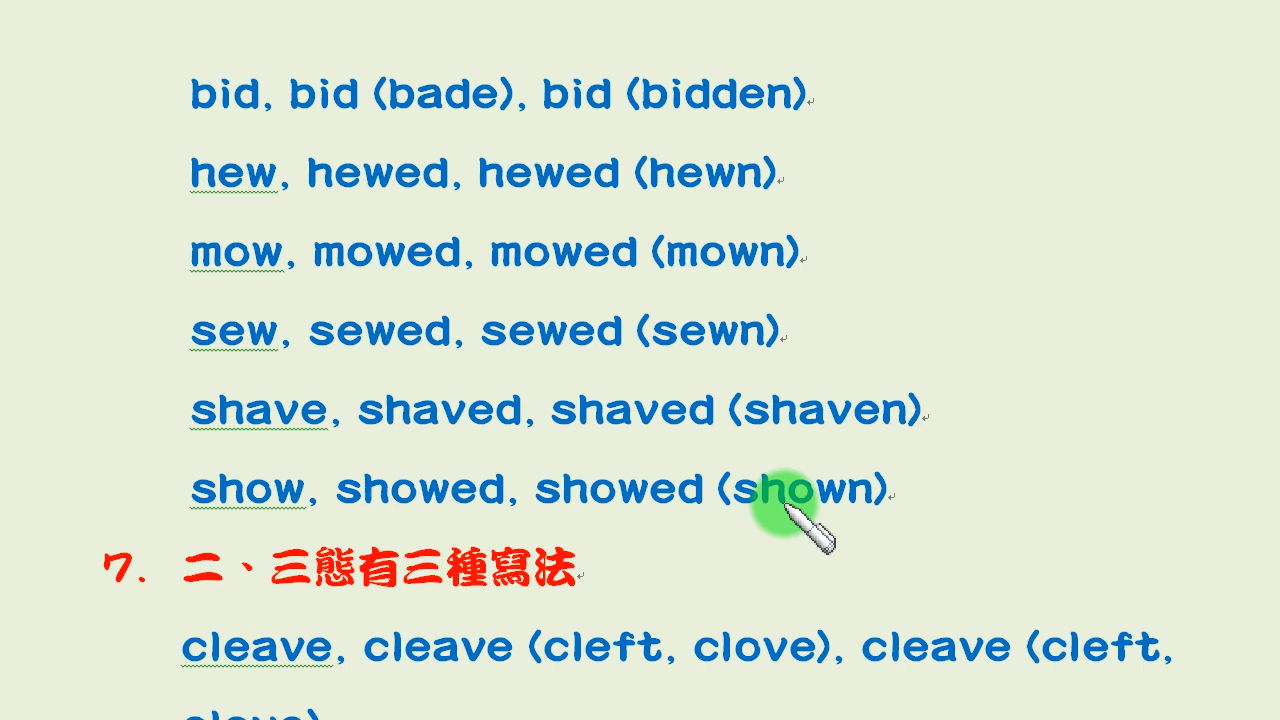 bid, bid (bade), bid (bidden)
hew, hewed, hewed (hewn)
mow, mowed, mowed (mown)
sew, sewed, sewed (sewn)
shave, shaved, shaved (shaven)
show, showed, showed (shown)
7. 二、三態有三種寫法
cleave, cleave (cleft, clove), cleave (cleft,